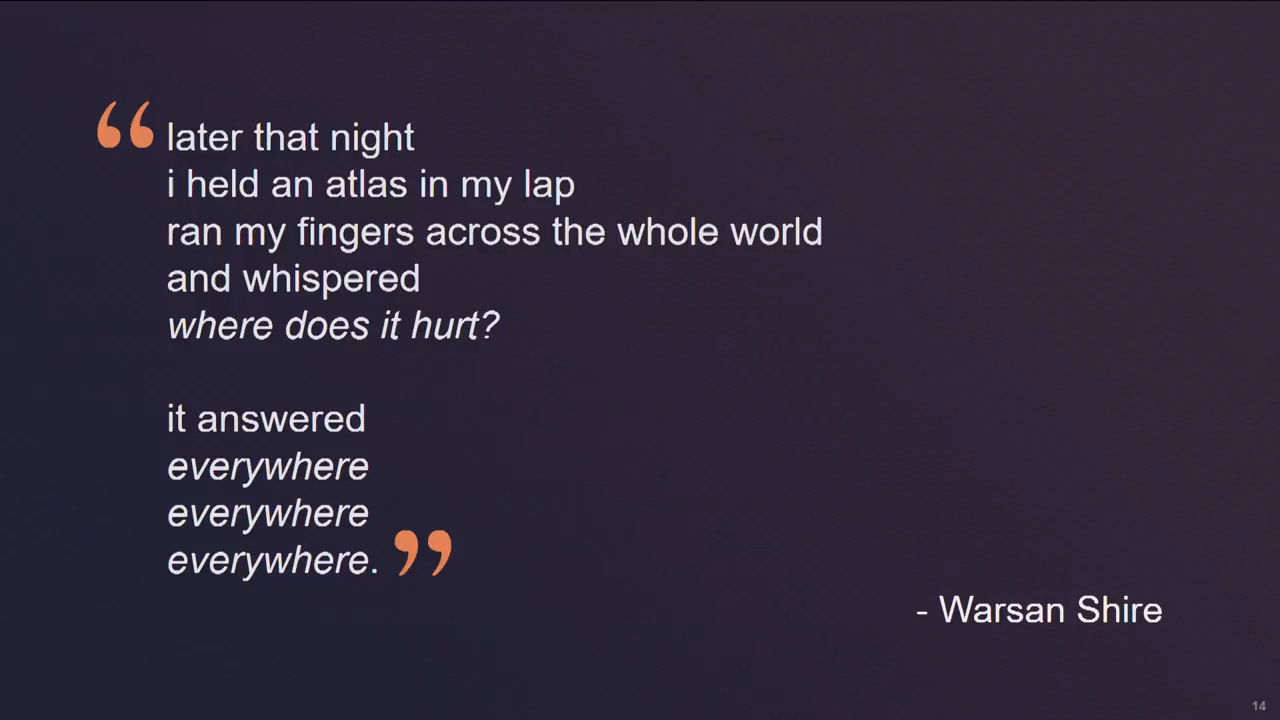 “later that night
i held an atlas in my lap
ran my fingers across the whole world
and whispered
where does it hurt?
it answered
everywhere
everywhere
everywhere.”
- Warsan Shire
14